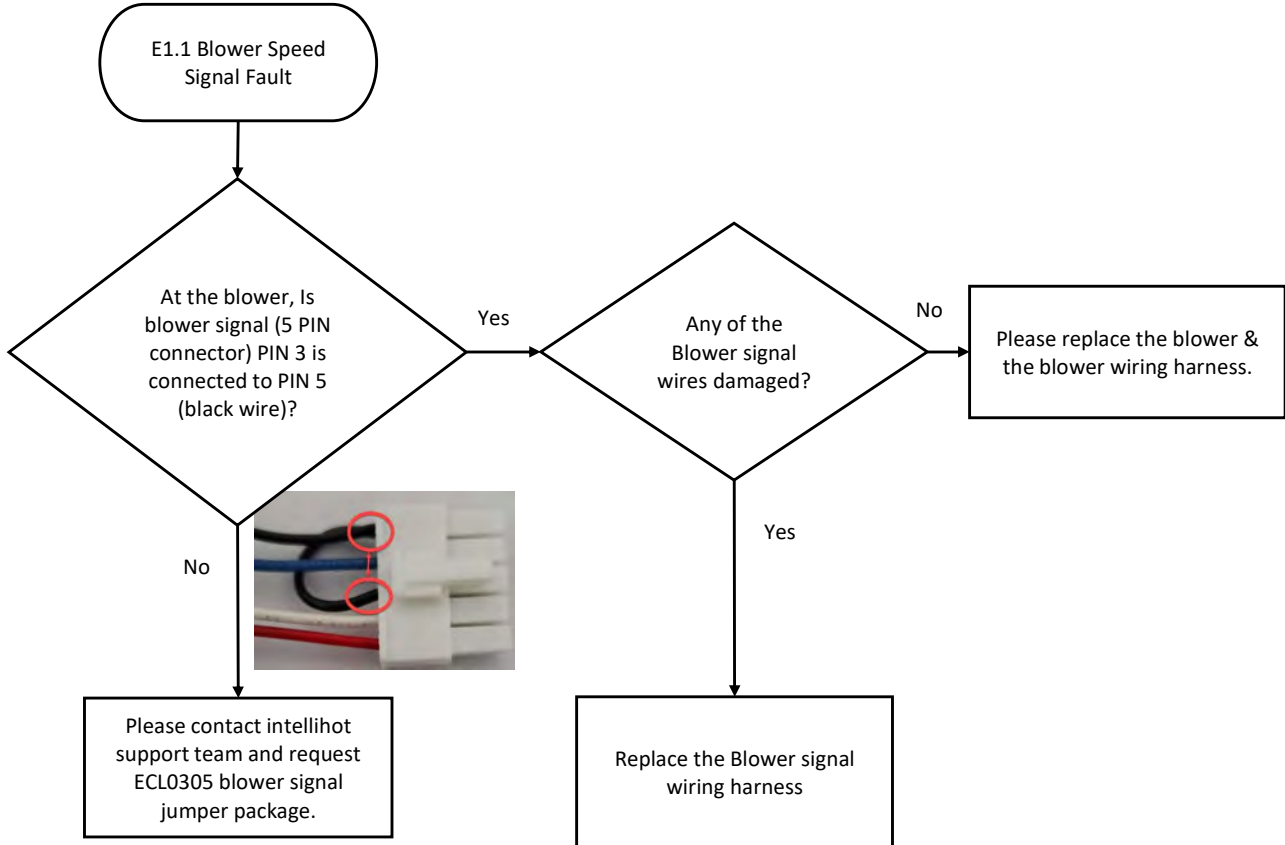 E1.1 Blower Speed
Signal Fault
At the blower, Is
blower signal (5 PIN
connector) PIN 3 is
connected to PIN 5
(black wire)?
Yes
Any of the
Blower signal
wires damaged?
No
Please replace the blower &
the blower wiring harness.
No
Yes
Please contact intellihot
support team and request
ECL0305 blower signal
jumper package.
Replace the Blower signal
wiring harness